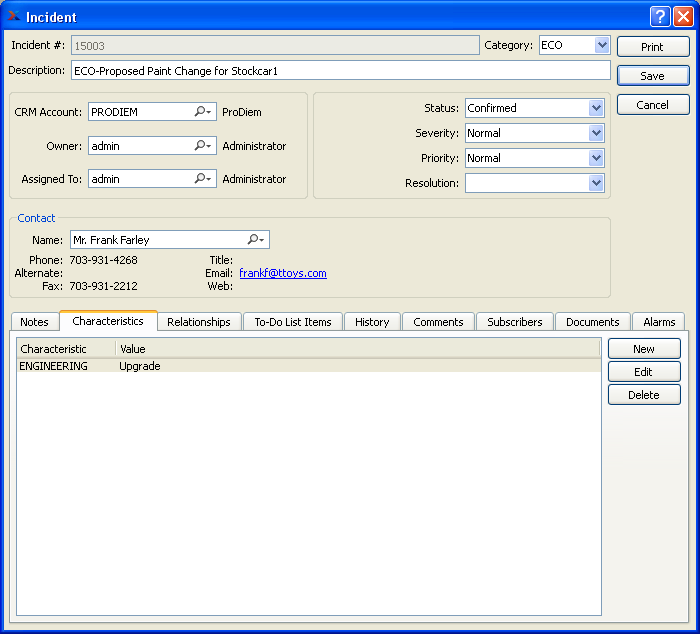 Incident
Incident #: 15003 Category: ECO Print
Description: ECO-Proposed Paint Change for Stockcar1 Save
Cancel
CRM Account: PRODIEM ProDiem Status: Confirmed
Owner: admin Administrator Severity: Normal
Assigned To: admin Administrator Priority: Normal
Resolution:
Contact
Name: Mr. Frank Farley
Phone: 703-931-4268 Title:
Alternate: Email: frankf@ttoys.com
Fax: 703-931-2212 Web:
Notes Characteristics Relationships To-Do List Items History Comments Subscribers Documents Alarms
Characteristic Value New
ENGINEERING Upgrade Edit
Delete